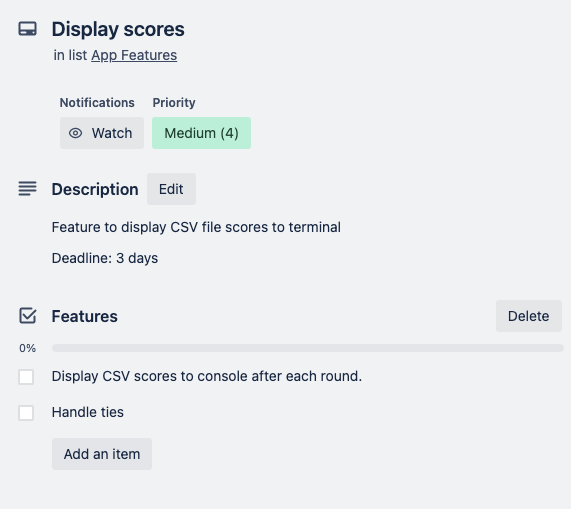 Display scores
in list App Features
Notifications Priority
Watch Medium (4)
Description Edit
Feature to display CSV file scores to terminal
Deadline: 3 days
Features Delete
0%
Display CSV scores to console after each round.
Handle ties
Add an item